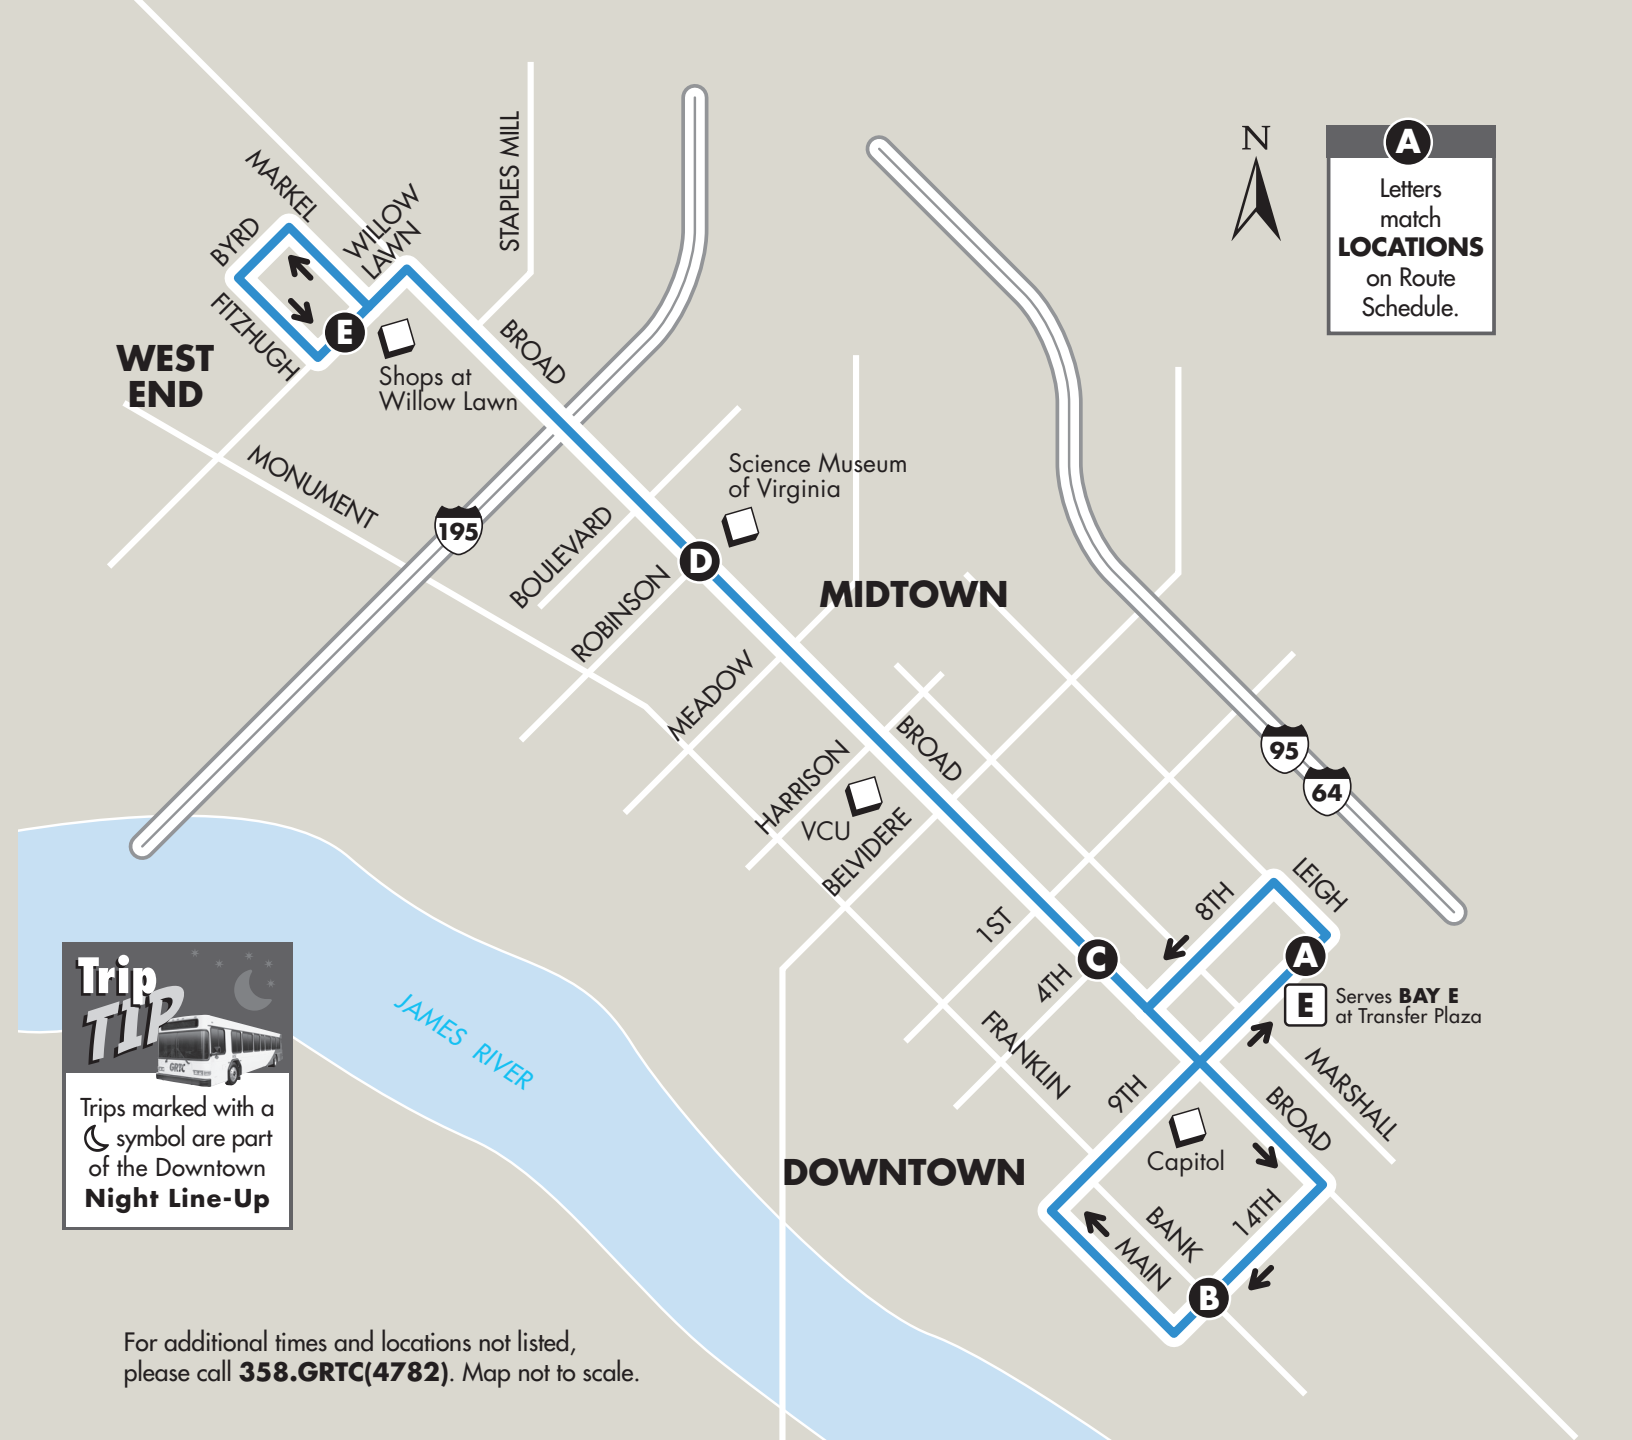 N
A
Letters
match
LOCATIONS
on Route
Schedule.
MARKEL
WILLOW
LAWN
STAPLES MILL
BYRD
FITZHUGH
E
WEST
END
Shops at
Willow Lawn
BROAD
MONUMENT
195
Science Museum
of Virginia
BOULEVARD
D
ROBINSON
MIDTOWN
MEADOW
HARRISON
BROAD
VCU
BELVIDERE
95
64
LEIGH
8TH
1ST
C
A
4TH
E
Serves BAY E
at Transfer Plaza
FRANKLIN
MARSHALL
9TH
BROAD
Capitol
DOWNTOWN
14TH
BANK
MAIN
B
JAMES RIVER
Trip
TIP
GRTC
Trips marked with a
symbol are part
of the Downtown
Night Line-Up
For additional times and locations not listed,
please call 358.GRTC(4782). Map not to scale.